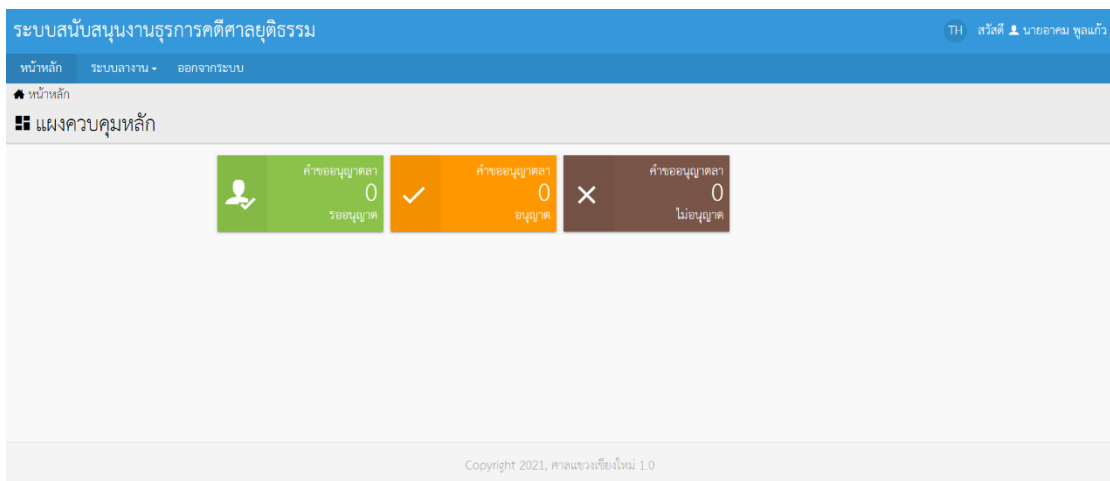 ระบบสนับสนุนงานธุรการคดีศาลยุติธรรม
TH สวัสดี นายอาคม พูลแก้ว
หน้าหลัก ระบบลางาน ออกจากระบบ
หน้าหลัก
แผงควบคุมหลัก
คำขออนุญาตลา
0
รออนุญาต
คำขออนุญาตลา
0
อนุญาต
คำขออนุญาตลา
0
ไม่อนุญาต
Copyright 2021, ศาลแขวงเชียงใหม่ 1.0